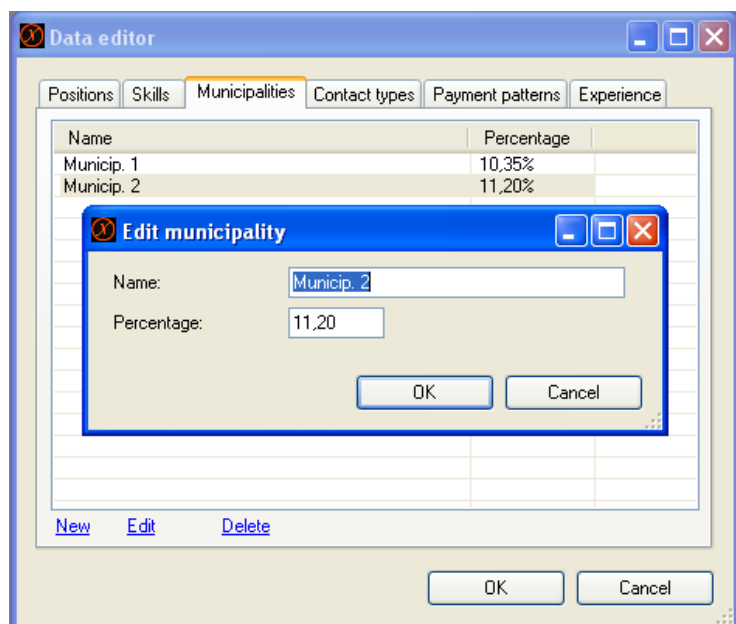 Data editor
Positions Skills Municipalities Contact types Payment patterns Experience
Name Percentage
Municip. 1 10,35%
Municip. 2 11,20%
Edit municipality
Name: Municip. 2
Percentage: 11,20
OK Cancel
New Edit Delete
OK Cancel